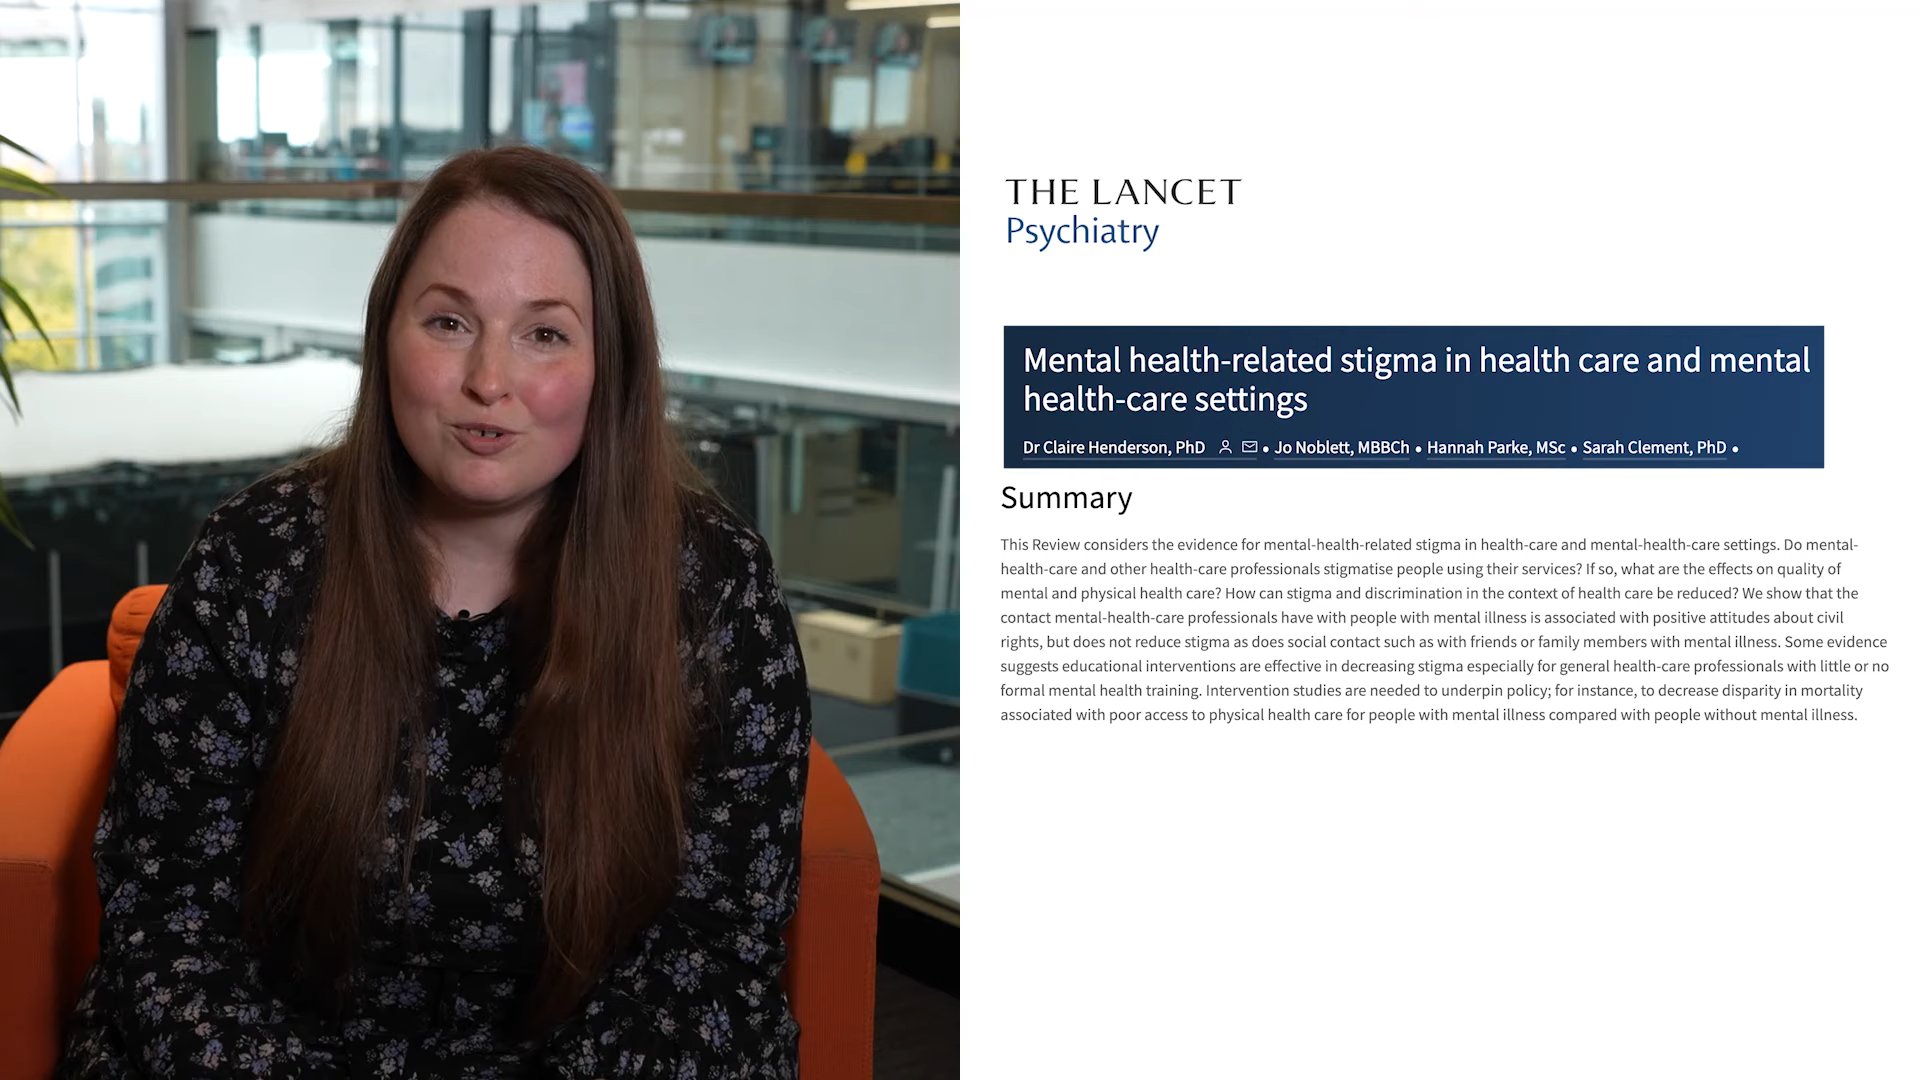 THE LANCET
Psychiatry
Mental health-related stigma in health care and mental
health-care settings
Dr Claire Henderson, PhD • Jo Noblett, MBBCh • Hannah Parke, MSc • Sarah Clement, PhD •
Summary
This Review considers the evidence for mental-health-related stigma in health-care and mental-health-care settings. Do mental-
health-care and other health-care professionals stigmatise people using their services? If so, what are the effects on quality of
mental and physical health care? How can stigma and discrimination in the context of health care be reduced? We show that the
contact mental-health-care professionals have with people with mental illness is associated with positive attitudes about civil
rights, but does not reduce stigma as does social contact such as with friends or family members with mental illness. Some evidence
suggests educational interventions are effective in decreasing stigma especially for general health-care professionals with little or no
formal mental health training. Intervention studies are needed to underpin policy; for instance, to decrease disparity in mortality
associated with poor access to physical health care for people with mental illness compared with people without mental illness.